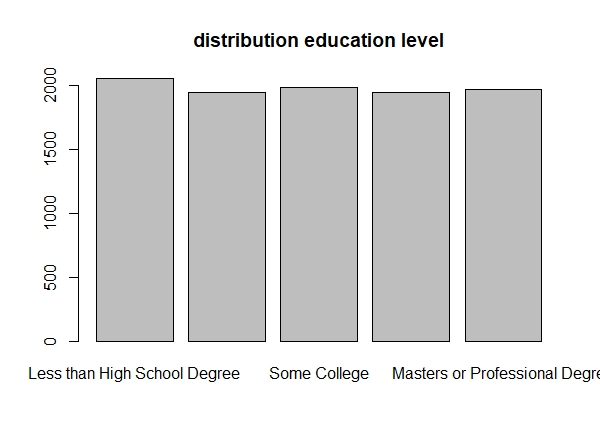 distribution education level
2000
1500
1000
500
0
Less than High School Degree Some College Masters or Professional Degre